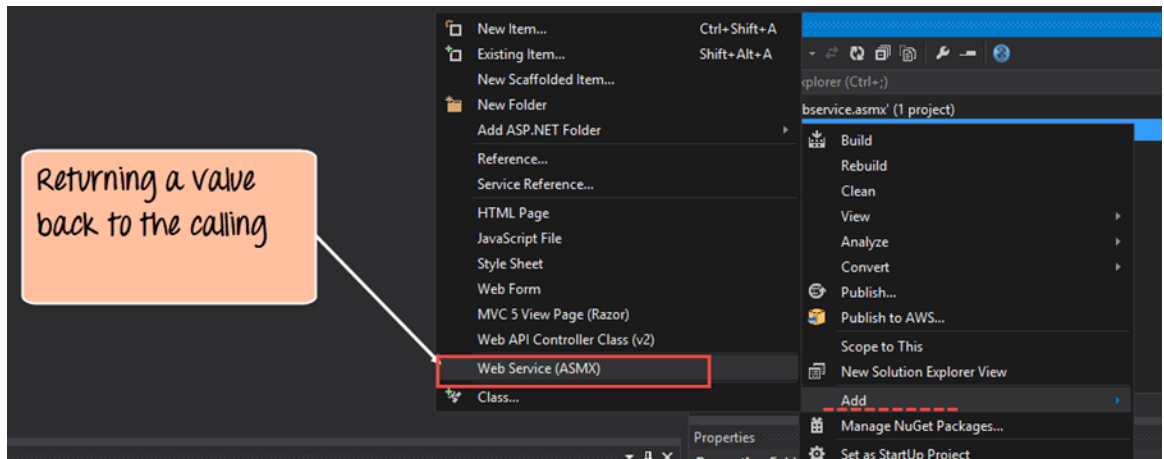 Returning a value
back to the calling
New Item... Ctrl+Shift+A
Existing Item... Shift+Alt+A
New Scaffolded Item...
New Folder
Add ASP.NET Folder
Reference...
Service Reference...
HTML Page
JavaScript File
Style Sheet
Web Form
MVC 5 View Page (Razor)
Web API Controller Class (v2)
Web Service (ASMX)
Class...
xplorer (Ctrl+;)
bservice.asmx' (1 project)
Build
Rebuild
Clean
View
Analyze
Convert
Publish...
Publish to AWS...
Scope to This
New Solution Explorer View
Add
Manage NuGet Packages...
Set as StartUp Project
Properties